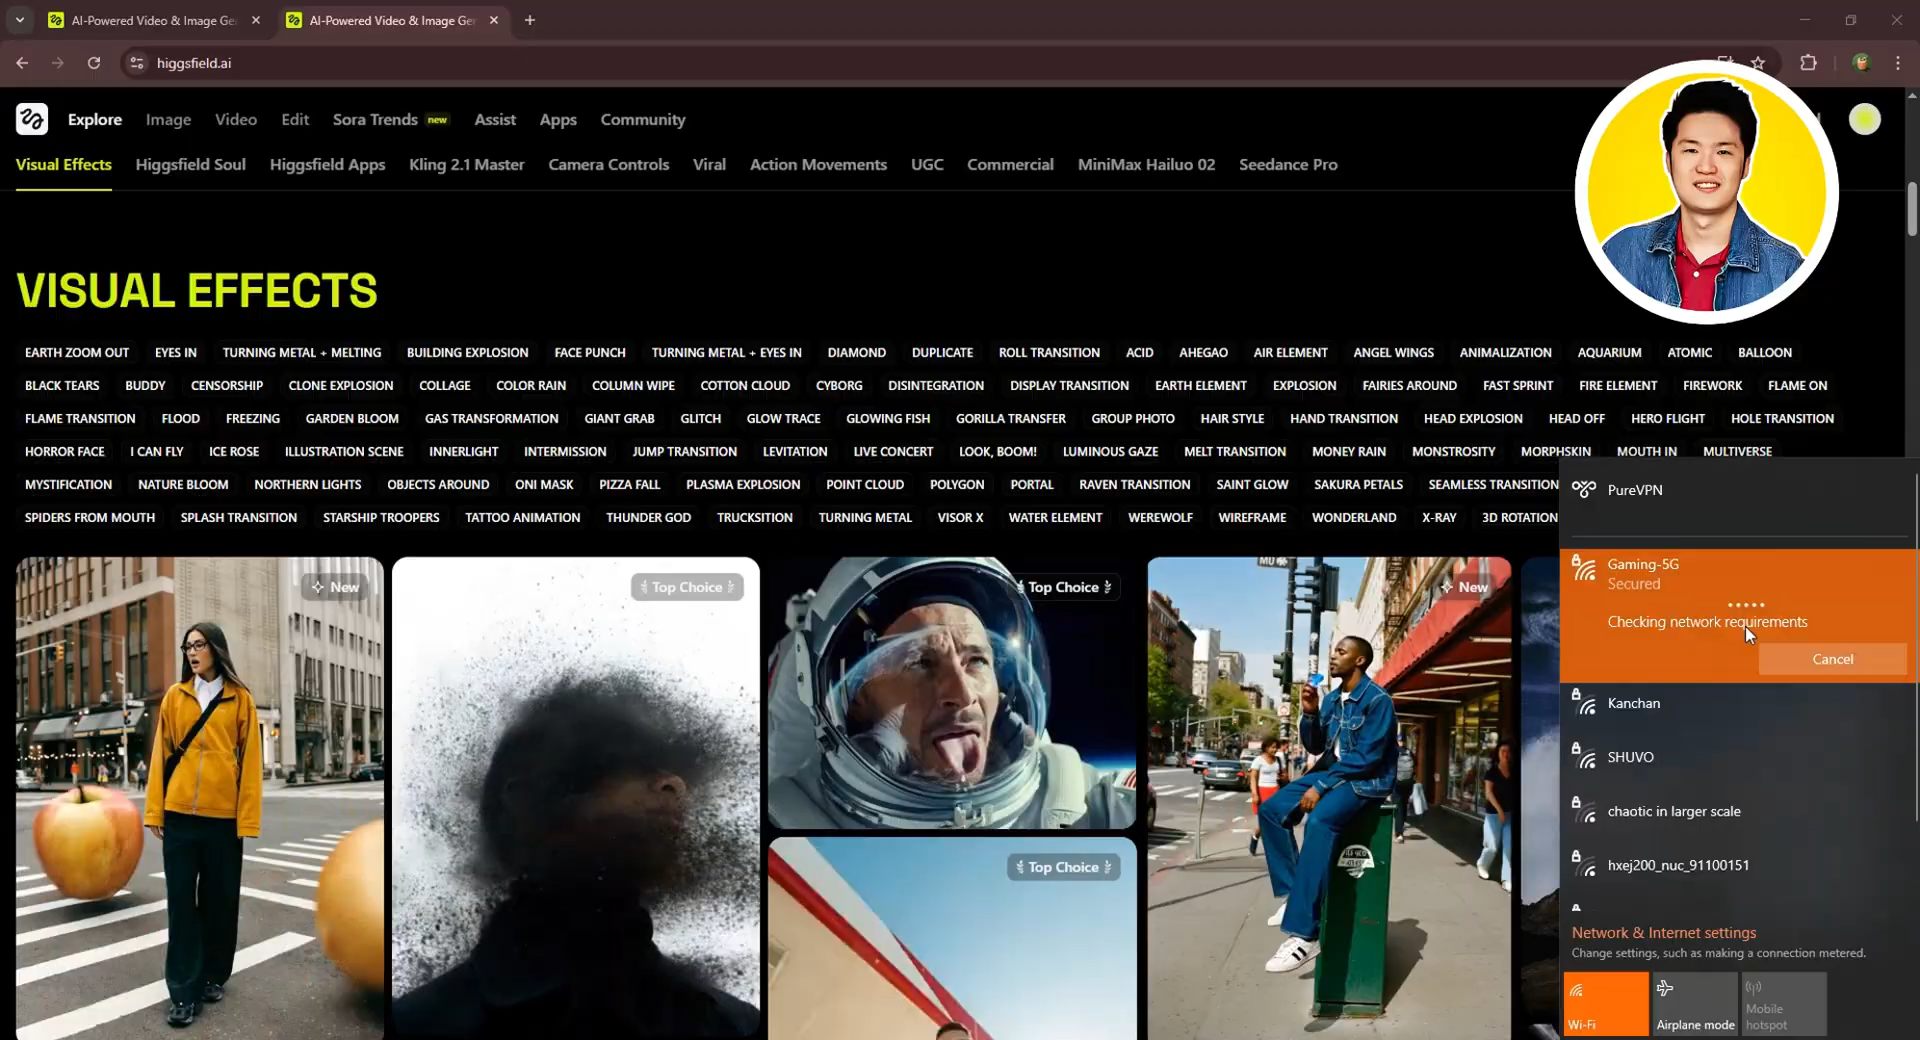 AI-Powered Video & Image Ge
AI-Powered Video & Image Ge
higgsfield.ai
Explore Image Video Edit Sora Trends new Assist Apps Community
Visual Effects Higgsfield Soul Higgsfield Apps Kling 2.1 Master Camera Controls Viral Action Movements UGC Commercial MiniMax Hailuo 02 Seedance Pro
VISUAL EFFECTS
EARTH ZOOM OUT EYES IN TURNING METAL + MELTING BUILDING EXPLOSION FACE PUNCH TURNING METAL + EYES IN DIAMOND DUPLICATE ROLL TRANSITION ACID AHEGAO AIR ELEMENT ANGEL WINGS ANIMALIZATION AQUARIUM ATOMIC BALLOON
BLACK TEARS BUDDY CENSORSHIP CLONE EXPLOSION COLLAGE COLOR RAIN COLUMN WIPE COTTON CLOUD CYBORG DISINTEGRATION DISPLAY TRANSITION EARTH ELEMENT EXPLOSION FAIRIES AROUND FAST SPRINT FIRE ELEMENT FIREWORK FLAME ON
FLAME TRANSITION FLOOD FREEZING GARDEN BLOOM GAS TRANSFORMATION GIANT GRAB GLITCH GLOW TRACE GLOWING FISH GORILLA TRANSFER GROUP PHOTO HAIR STYLE HAND TRANSITION HEAD EXPLOSION HEAD OFF HERO FLIGHT HOLE TRANSITION
HORROR FACE I CAN FLY ICE ROSE ILLUSTRATION SCENE INNERLIGHT INTERMISSION JUMP TRANSITION LEVITATION LIVE CONCERT LOOK, BOOM! LUMINOUS GAZE MELT TRANSITION MONEY RAIN MONSTROSITY MORPHSKIN MOUTH IN MULTIVERSE
MYSTIFICATION NATURE BLOOM NORTHERN LIGHTS OBJECTS AROUND ONI MASK PIZZA FALL PLASMA EXPLOSION POINT CLOUD POLYGON PORTAL RAVEN TRANSITION SAINT GLOW SAKURA PETALS SEAMLESS TRANSITION
SPIDERS FROM MOUTH SPLASH TRANSITION STARSHIP TROOPERS TATTOO ANIMATION THUNDER GOD TRUCKSITION TURNING METAL VISOR X WATER ELEMENT WEREWOLF WIREFRAME WONDERLAND X-RAY 3D ROTATION
New
Top Choice
Top Choice
New
Top Choice
PureVPN
Gaming-5G
Secured
Checking network requirements
Cancel
Kanchan
SHUVO
chaotic in larger scale
hxej200_nuc_91100151
Network & Internet settings
Change settings, such as making a connection metered.
Wi-Fi
Airplane mode
Mobile
hotspot